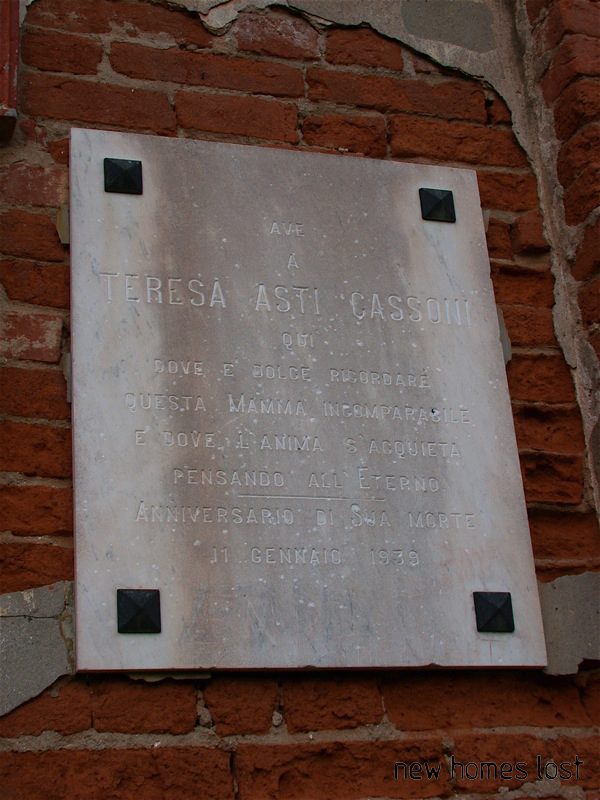 AVE
A
TERESA ASTI CASSONI
QUI
DOVE E' DOLCE RICORDARE
QUESTA MAMMA INCOMPARABILE
E DOVE L'ANIMA S'ACQUIETA
PENSANDO ALL'ETERNO
ANNIVERSARIO DI SUA MORTE
11 GENNAIO 1939
new homes lost